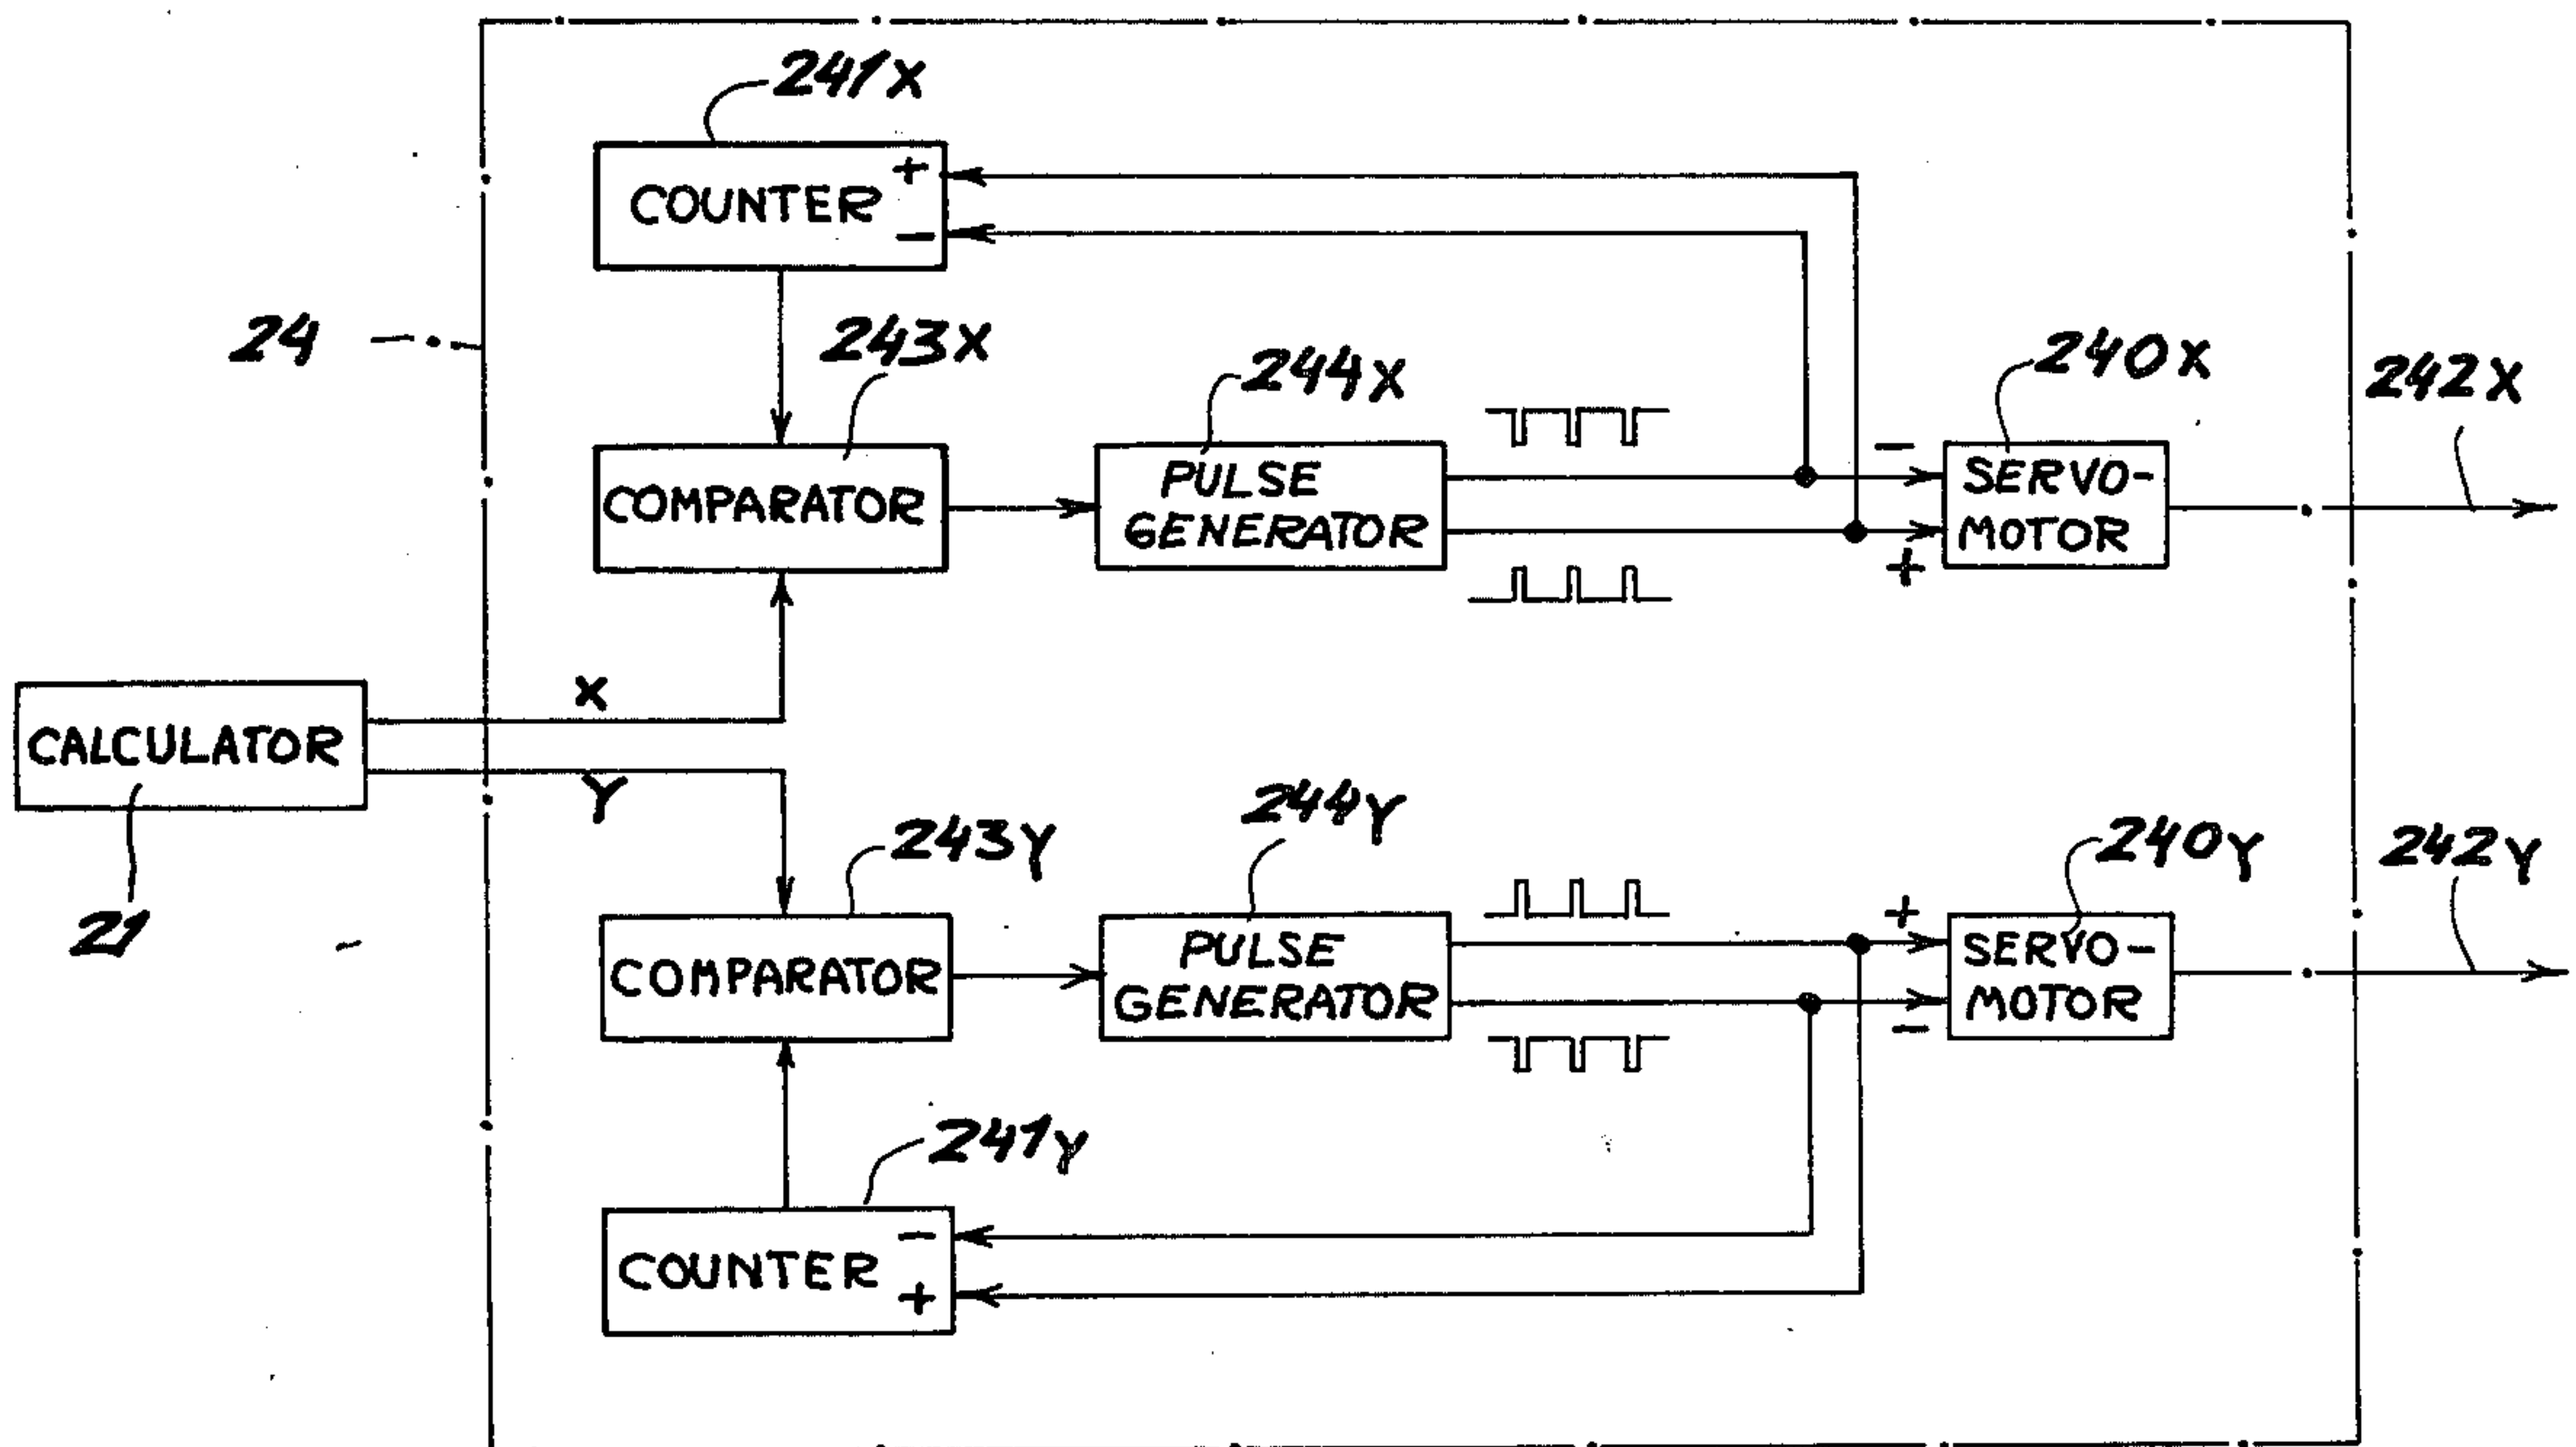 241X
COUNTER
+
−
24
243X
244X
240X
242X
COMPARATOR
PULSE
GENERATOR
−
+
SERVO-
MOTOR
X
CALCULATOR
Y
21
243Y
244Y
240Y
242Y
COMPARATOR
PULSE
GENERATOR
+
−
SERVO-
MOTOR
241Y
COUNTER
−
+